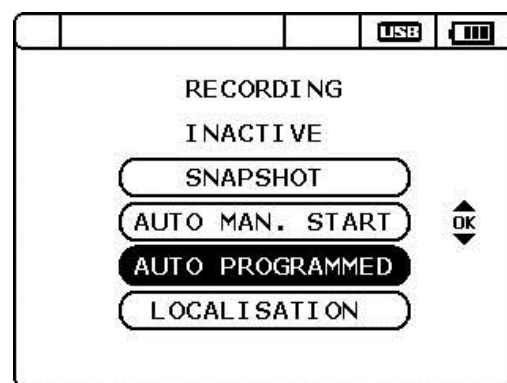 USB
RECORDING
INACTIVE
SNAPSHOT
AUTO MAN. START
OK
AUTO PROGRAMMED
LOCALISATION